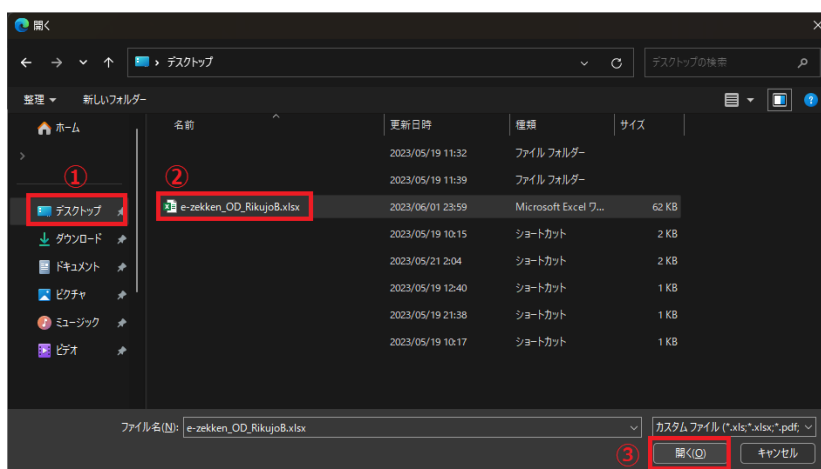 開く
デスクトップ
デスクトップの検索
整理
新しいフォルダー
ホーム
名前
更新日時
種類
サイズ
2023/05/19 11:32
ファイル フォルダー
①
②
2023/05/19 11:39
ファイル フォルダー
デスクトップ
e-zekken_OD_RikujoB.xlsx
2023/06/01 23:59
Microsoft Excel ワ...
62 KB
ダウンロード
2023/05/19 10:15
ショートカット
2 KB
ドキュメント
2023/05/21 2:04
ショートカット
2 KB
ピクチャ
2023/05/19 12:40
ショートカット
1 KB
ミュージック
2023/05/19 21:38
ショートカット
1 KB
ビデオ
2023/05/19 10:17
ショートカット
1 KB
ファイル名(N):
e-zekken_OD_RikujoB.xlsx
カスタム ファイル (*.xls;*.xlsx;*.pdf;
③
開く(O)
キャンセル